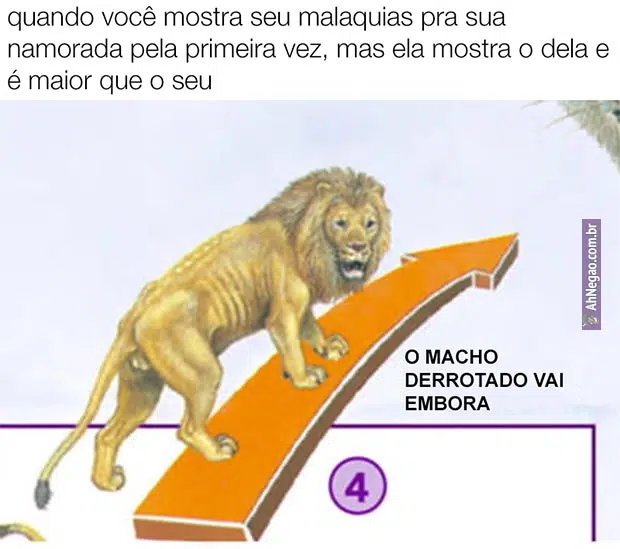 quando você mostra seu malaquias pra sua
namorada pela primeira vez, mas ela mostra o dela e
é maior que o seu
AhNegao.com.br
O MACHO
DERROTADO VAI
EMBORA
4